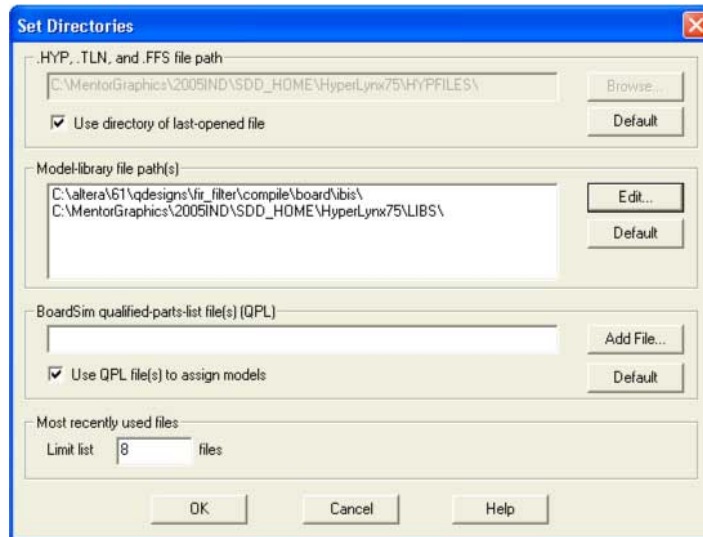 Set Directories
.HYP, .TLN, and .FFS file path
C:\MentorGraphics\2005IND\SDD_HOME\HyperLynx75\HYPFILES\
Browse...
Use directory of last-opened file
Default
Model-library file path(s)
C:\altera\61\qdesigns\fir_filter\compile\board\ibis\
C:\MentorGraphics\2005IND\SDD_HOME\HyperLynx75\LIBS\
Edit...
Default
BoardSim qualified-parts-list file(s) (QPL)
Add File...
Use QPL file(s) to assign models
Default
Most recently used files
Limit list 8 files
OK Cancel Help